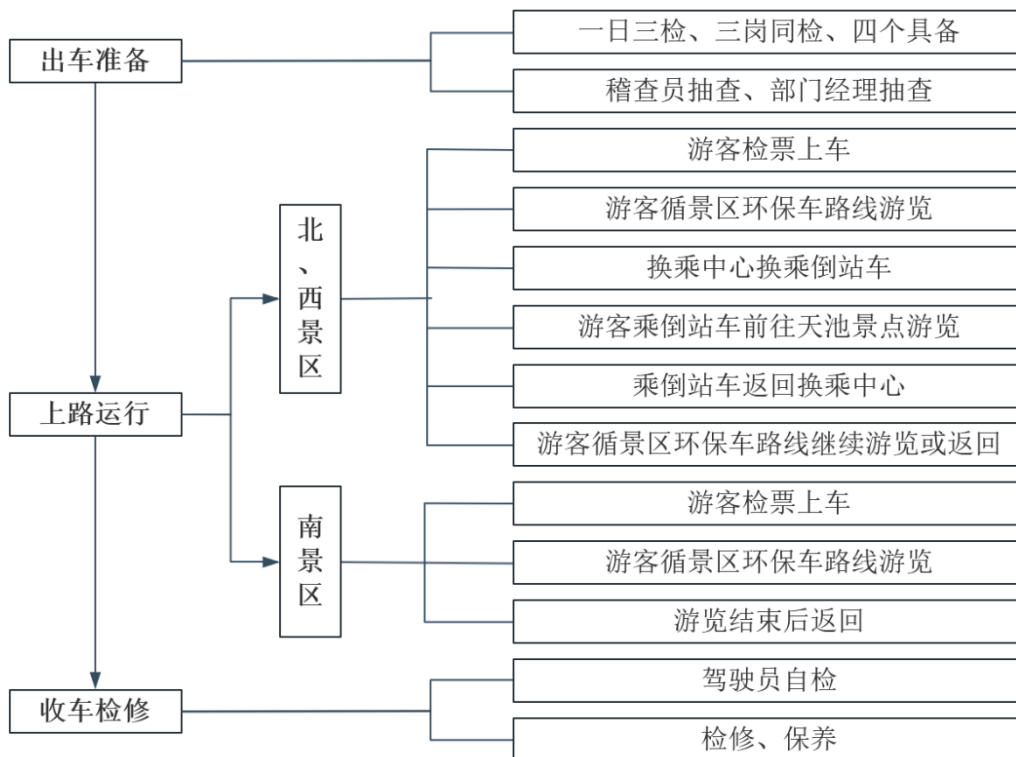 出车准备
一日三检、三岗同检、四个具备
稽查员抽查、部门经理抽查
上路运行
北、西景区
游客检票上车
游客循景区环保车路线游览
换乘中心换乘倒站车
游客乘倒站车前往天池景点游览
乘倒站车返回换乘中心
游客循景区环保车路线继续游览或返回
南景区
游客检票上车
游客循景区环保车路线游览
游览结束后返回
收车检修
驾驶员自检
检修、保养